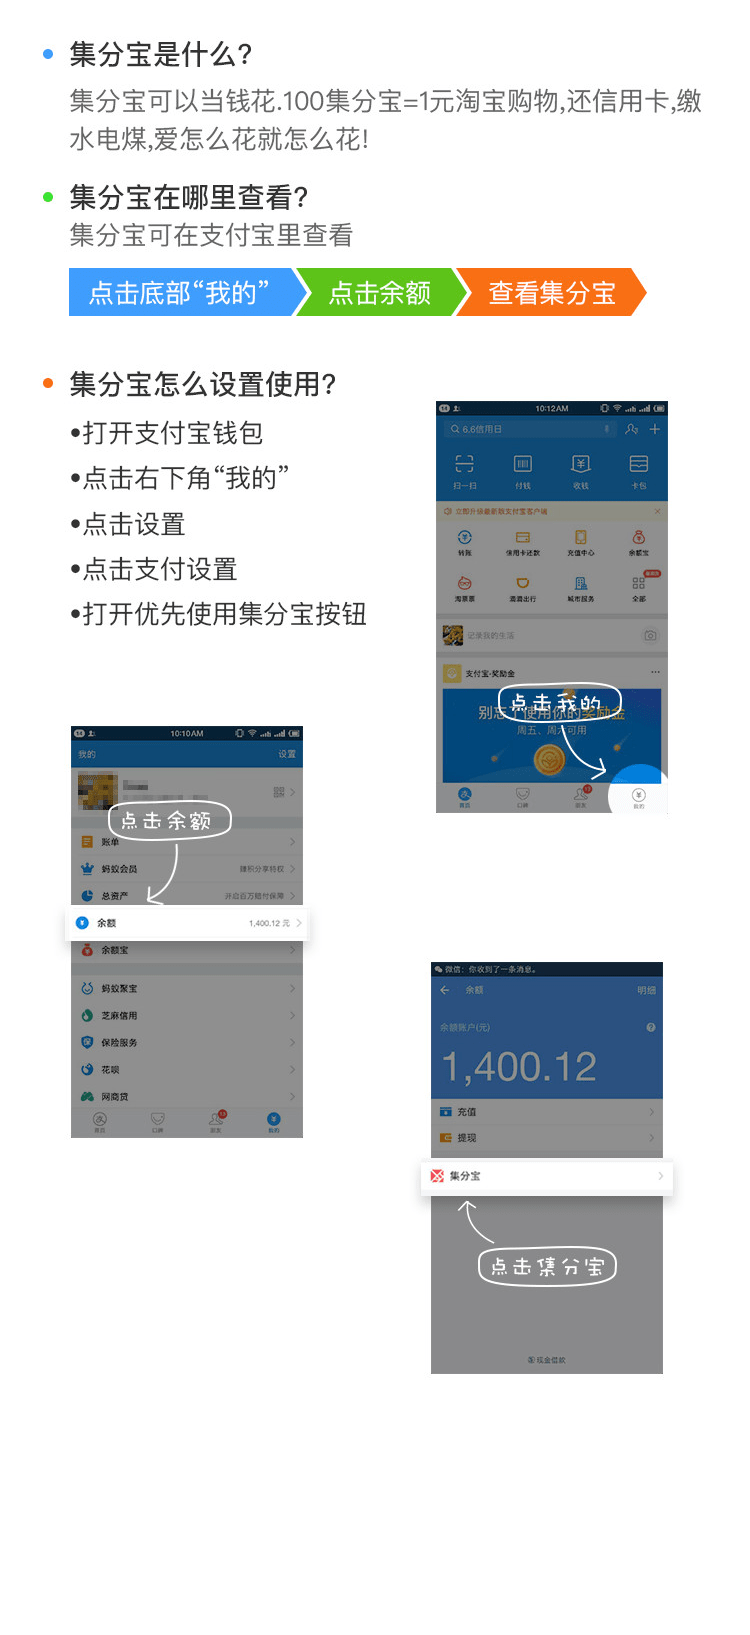 集分宝是什么?
集分宝可以当钱花.100集分宝=1元淘宝购物,还信用卡,缴
水电煤,爱怎么花就怎么花!
集分宝在哪里查看?
集分宝可在支付宝里查看
点击底部“我的”
点击余额
查看集分宝
集分宝怎么设置使用?
•打开支付宝钱包
•点击右下角“我的”
•点击设置
•点击支付设置
•打开优先使用集分宝按钮
14 10:12AM
6.6信用日
扫一扫 付钱 收钱 卡包
立即升级最新版支付宝客户端
转账 信用卡还款 充值中心 余额宝
淘票票 滴滴出行 城市服务 全部
记录我的生活
支付宝·奖励金
点击我的
别忘了使用你的奖励金
周五、周六可用
首页 口碑 朋友 我的
14 10:10AM
我的 设置
点击余额
账单
蚂蚁会员 赚积分享特权
总资产 开启百万赔付保障
余额 1,400.12 元
余额宝
蚂蚁聚宝
芝麻信用
保险服务
花呗
网商贷
首页 口碑 朋友 我的
微信：你收到了一条消息。
余额 明细
余额账户(元)
1,400.12
充值
提现
集分宝
点击集分宝
现金借款